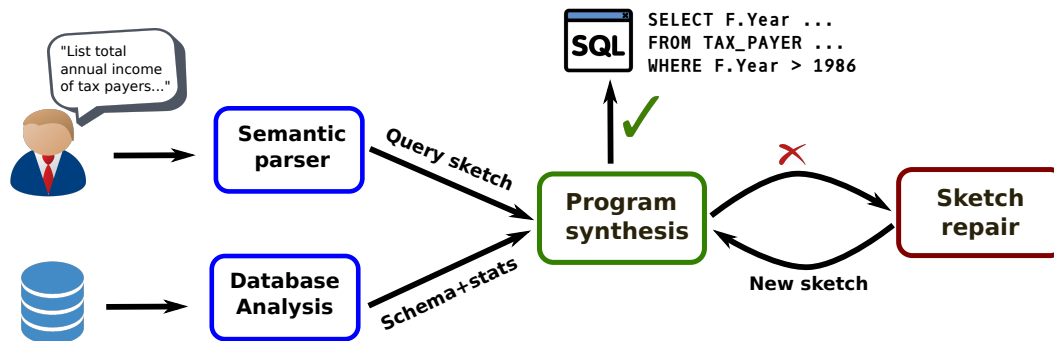 "List total
annual income
of tax payers..."
Semantic
parser
Query sketch
Database
Analysis
Schema+stats
SQL
SELECT F.Year ...
FROM TAX_PAYER ...
WHERE F.Year > 1986
Program
synthesis
Sketch
repair
New sketch